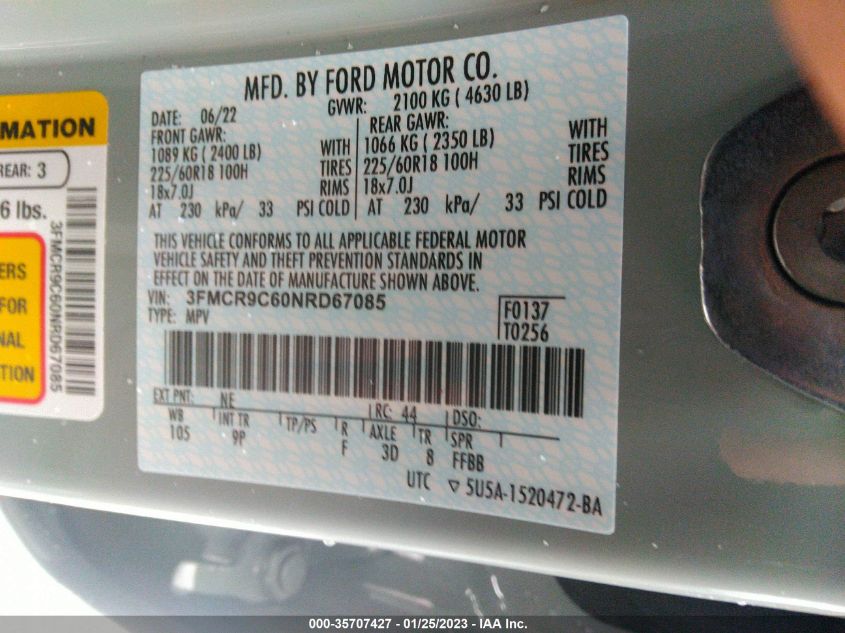 MFD. BY FORD MOTOR CO.
DATE: 06/22 GVWR: 2100 KG ( 4630 LB)
FRONT GAWR: REAR GAWR:
1089 KG ( 2400 LB) WITH 1066 KG ( 2350 LB) WITH
225/60R18 100H TIRES 225/60R18 100H TIRES
18x7.0J RIMS 18x7.0J RIMS
AT 230 kPa/ 33 PSI COLD AT 230 kPa/ 33 PSI COLD
THIS VEHICLE CONFORMS TO ALL APPLICABLE FEDERAL MOTOR
VEHICLE SAFETY AND THEFT PREVENTION STANDARDS IN
EFFECT ON THE DATE OF MANUFACTURE SHOWN ABOVE.
VIN: 3FMCR9C60NRD67085
TYPE: MPV
F0137
T0256
EXT PNT: NE RC: 44 DSO:
WB INT TR TP/PS R AXLE TR SPR
105 9P F 3D 8 FFBB
UTC ▽ 5U5A-1520472-BA
MATION
REAR: 3
6 lbs.
ERS
FOR
NAL
TION
3FMCR9C60NRD67085
000-35707427 - 01/25/2023 - IAA Inc.